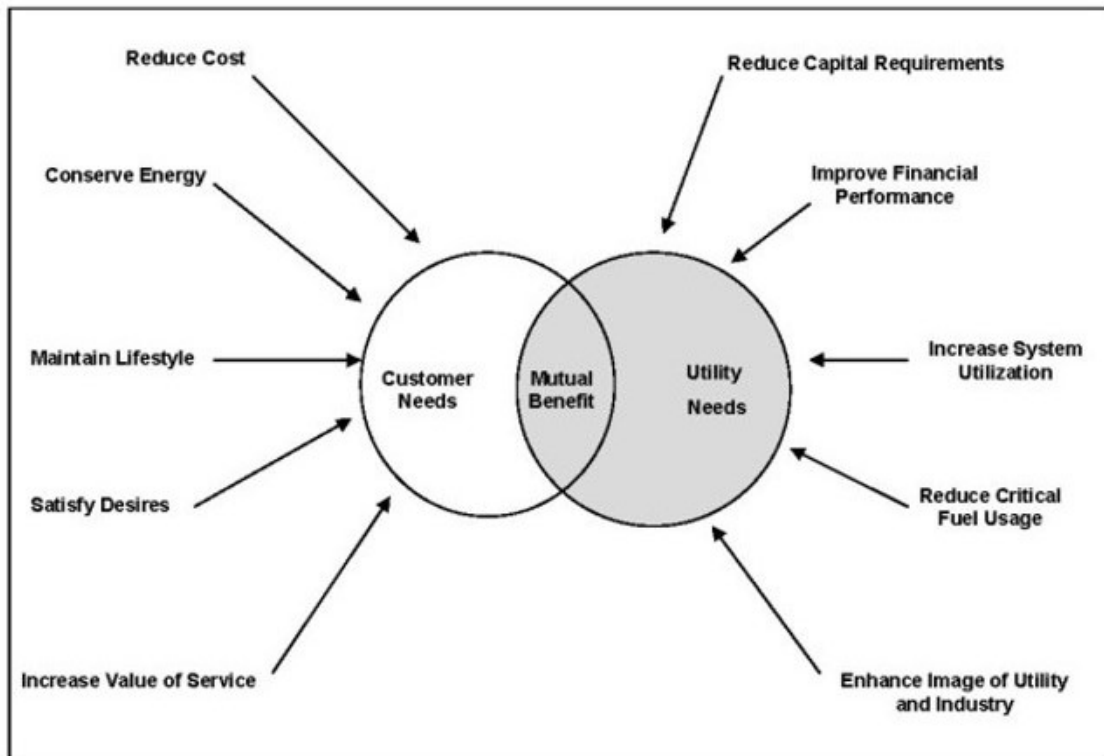 Reduce Cost
Reduce Capital Requirements
Conserve Energy
Improve Financial
Performance
Maintain Lifestyle
Increase System
Utilization
Customer
Needs
Mutual
Benefit
Utility
Needs
Satisfy Desires
Reduce Critical
Fuel Usage
Increase Value of Service
Enhance Image of Utility
and Industry